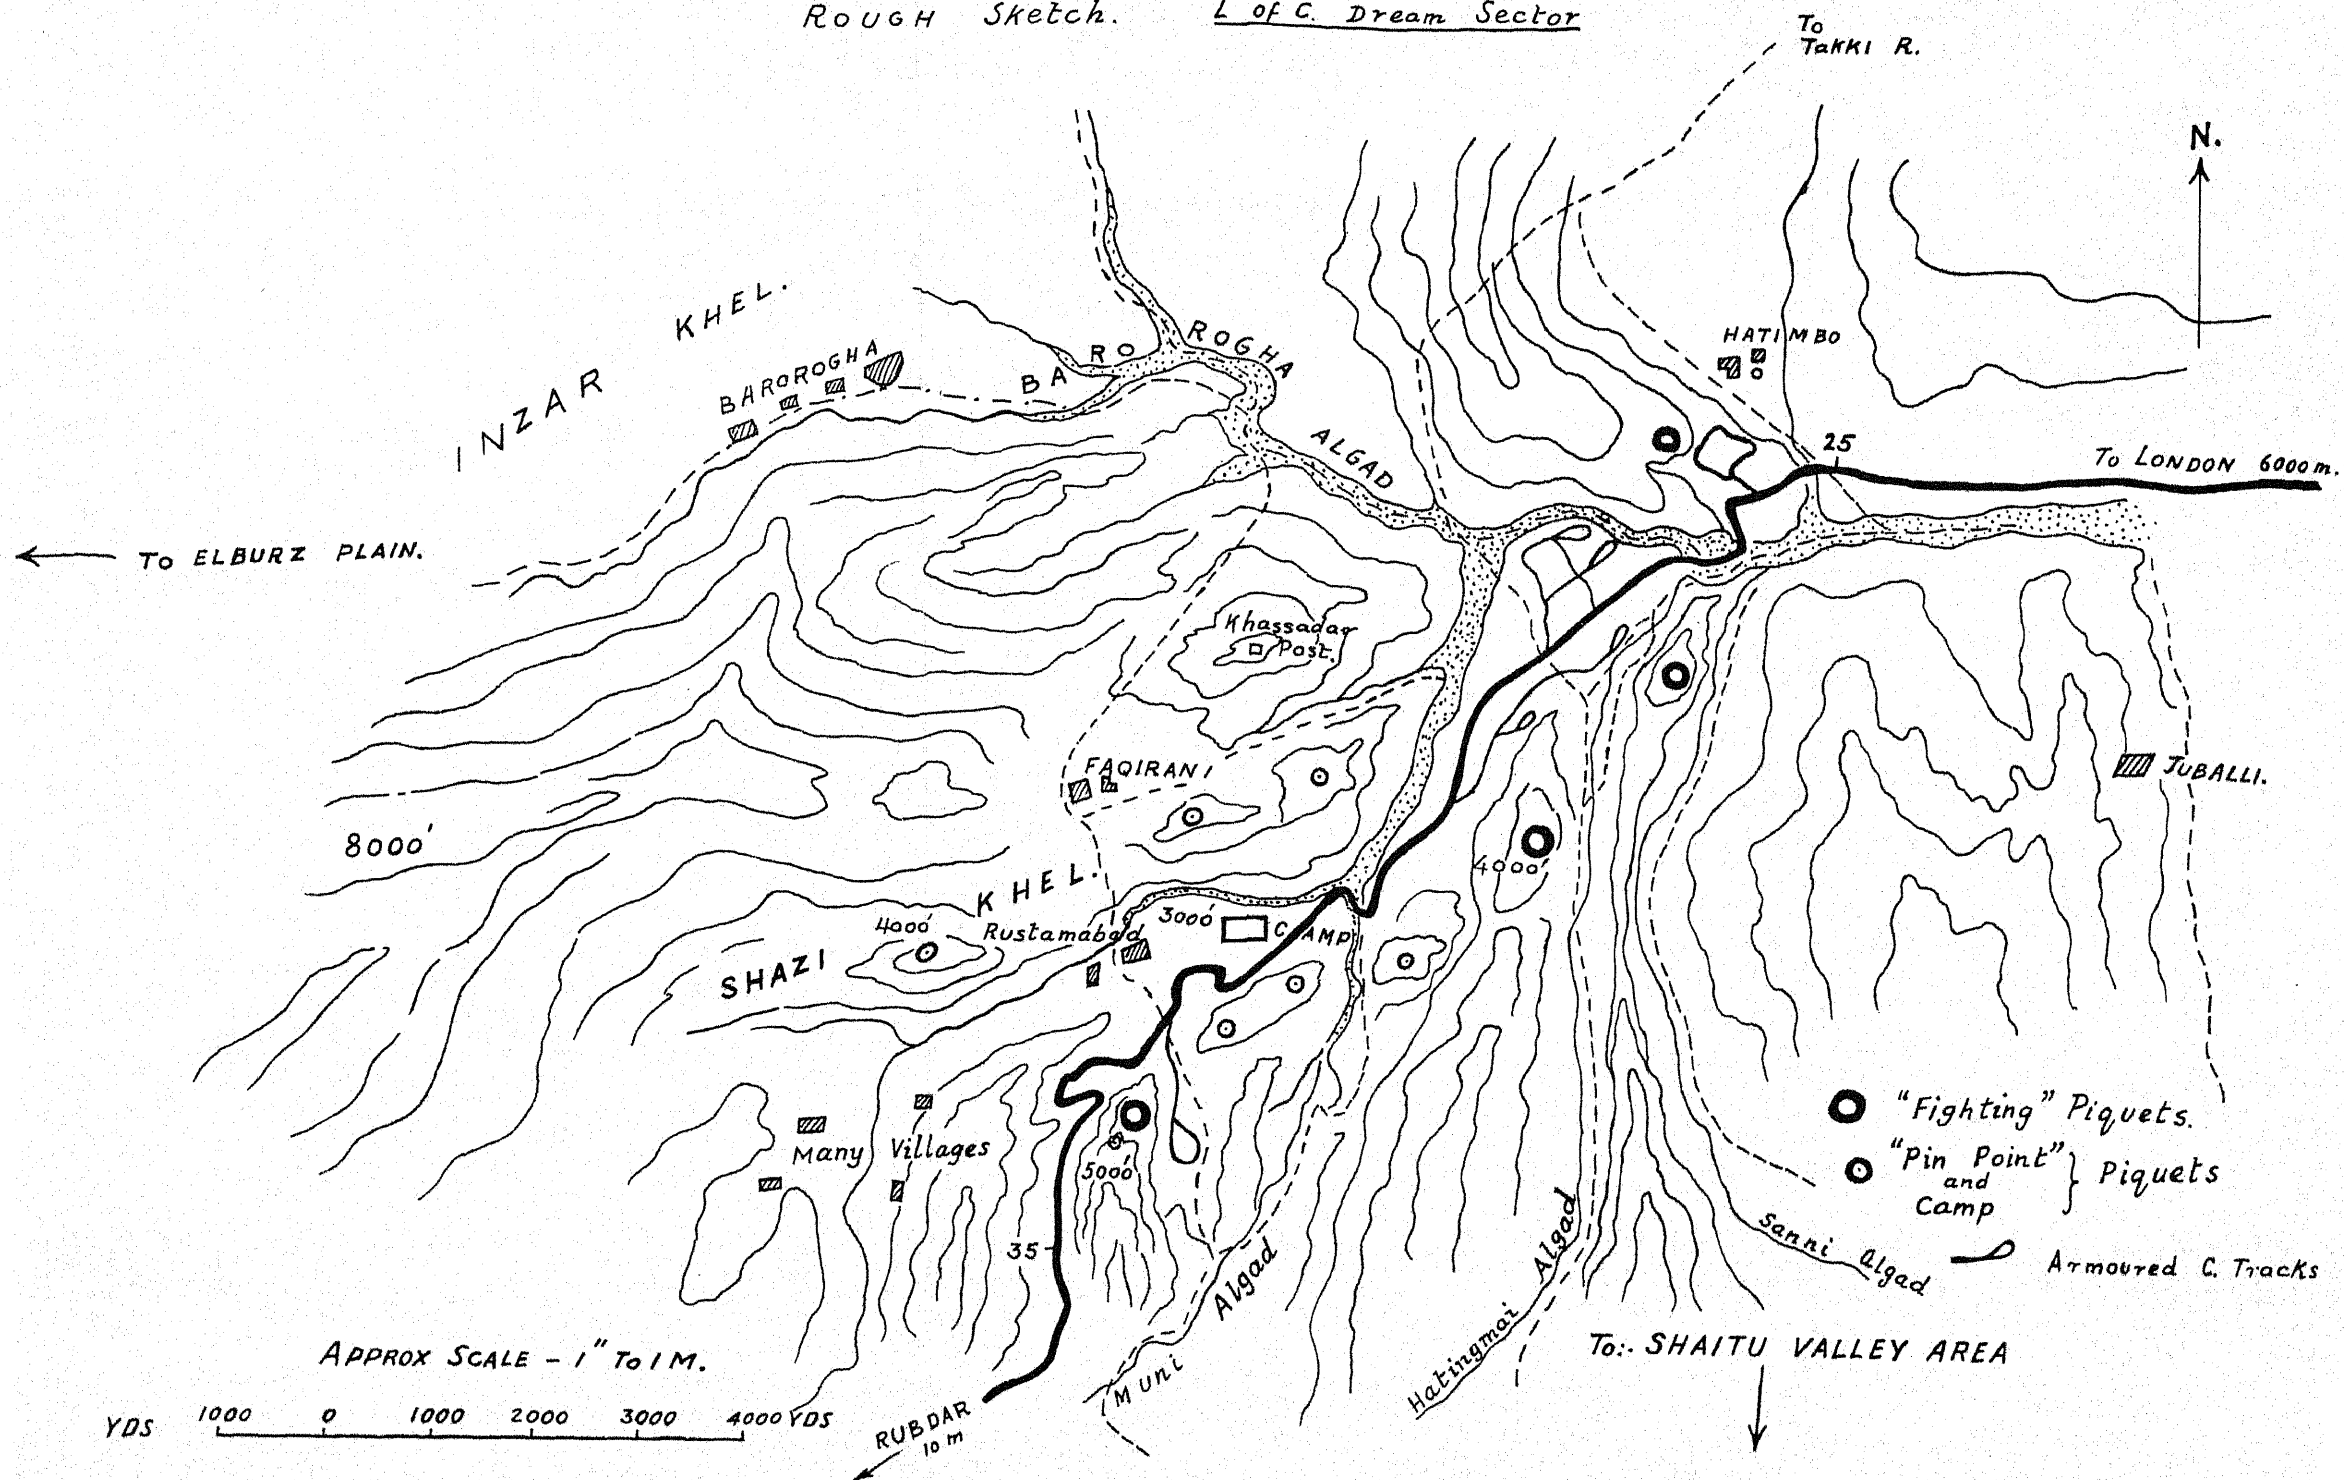 ROUGH Sketch. L of C. Dream Sector
To
Takki R.
N.
INZAR KHEL.
BAROROGHA
BARO ROGHA ALGAD
HATIMBO
25
To LONDON 6000 m.
To ELBURZ PLAIN.
Khassadar
Post.
FAQIRANI
JUBALLI.
8000'
4000'
SHAZI KHEL.
4000'
Rustamabad
3000'
CAMP
Many Villages
5000'
35
"Fighting" Piquets.
"Pin Point"
and
Camp
} Piquets
Sanni Algad
Armoured C. Tracks
Hatingmai Algad
Muni Algad
To:- SHAITU VALLEY AREA
APPROX SCALE - 1" To 1 M.
YDS 1000 0 1000 2000 3000 4000 YDS
RUBDAR
10 m